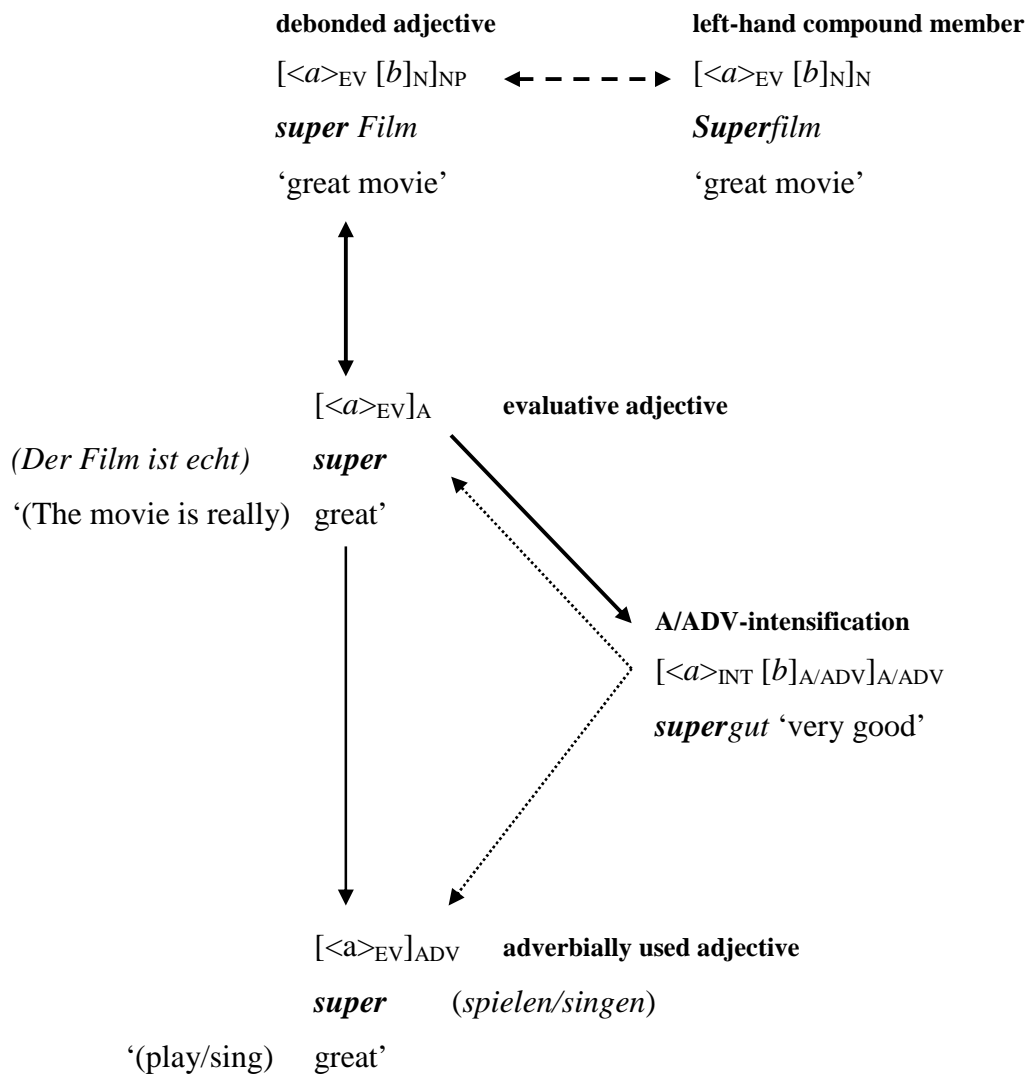 debonded adjective left-hand compound member
[<a>EV [b]N]NP [<a>EV [b]N]N
super Film Superfilm
‘great movie’ ‘great movie’
[<a>EV]A evaluative adjective
(Der Film ist echt) super
‘(The movie is really) great’
A/ADV-intensification
[<a>INT [b]A/ADV]A/ADV
supergut ‘very good’
[<a>EV]ADV adverbially used adjective
super (spielen/singen)
‘(play/sing) great’